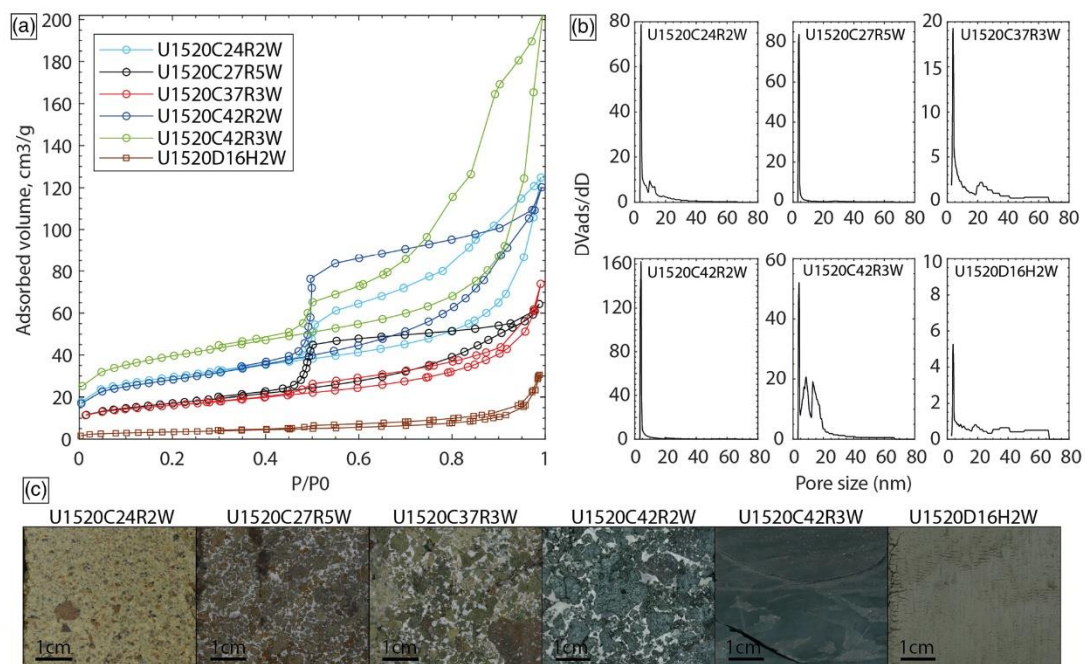 (a)
Adsorbed volume, cm3/g
200
180
160
140
120
100
80
60
40
20
0
U1520C24R2W
U1520C27R5W
U1520C37R3W
U1520C42R2W
U1520C42R3W
U1520D16H2W
0 0.2 0.4 0.6 0.8 1
P/P0
(b)
DVads/dD
U1520C24R2W
80
60
40
20
0
0 20 40 60 80
U1520C27R5W
80
60
40
20
0
0 20 40 60 80
U1520C37R3W
20
15
10
5
0
0 20 40 60 80
U1520C42R2W
160
120
80
40
0
0 20 40 60 80
U1520C42R3W
60
40
20
0
0 20 40 60 80
U1520D16H2W
10
8
6
4
2
0
0 20 40 60 80
Pore size (nm)
(c)
U1520C24R2W U1520C27R5W U1520C37R3W U1520C42R2W U1520C42R3W U1520D16H2W
1cm 1cm 1cm 1cm 1cm 1cm